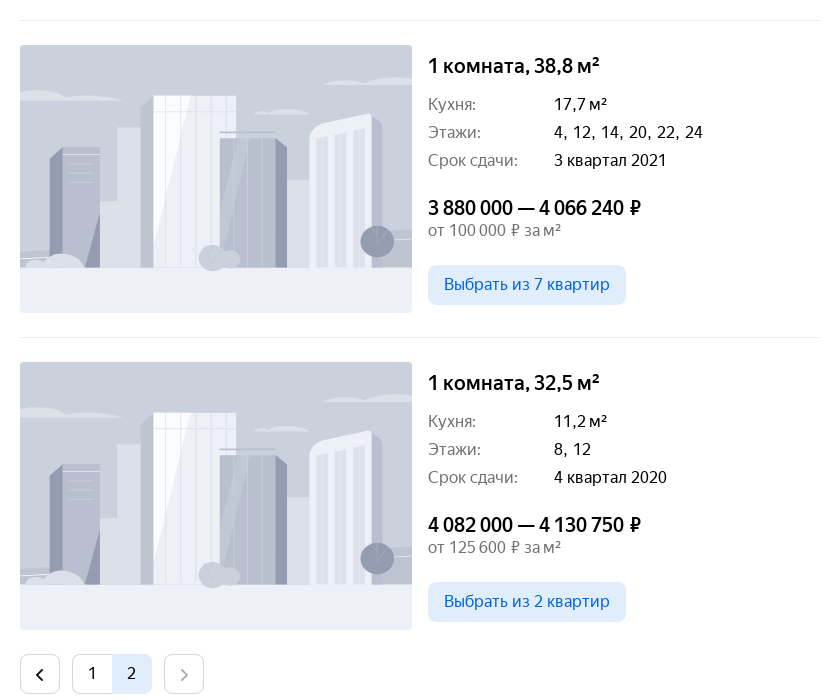 1 комната, 38,8 м²
Кухня: 17,7 м²
Этажи: 4, 12, 14, 20, 22, 24
Срок сдачи: 3 квартал 2021
3 880 000 — 4 066 240 ₽
от 100 000 ₽ за м²
Выбрать из 7 квартир
1 комната, 32,5 м²
Кухня: 11,2 м²
Этажи: 8, 12
Срок сдачи: 4 квартал 2020
4 082 000 — 4 130 750 ₽
от 125 600 ₽ за м²
Выбрать из 2 квартир
1 2